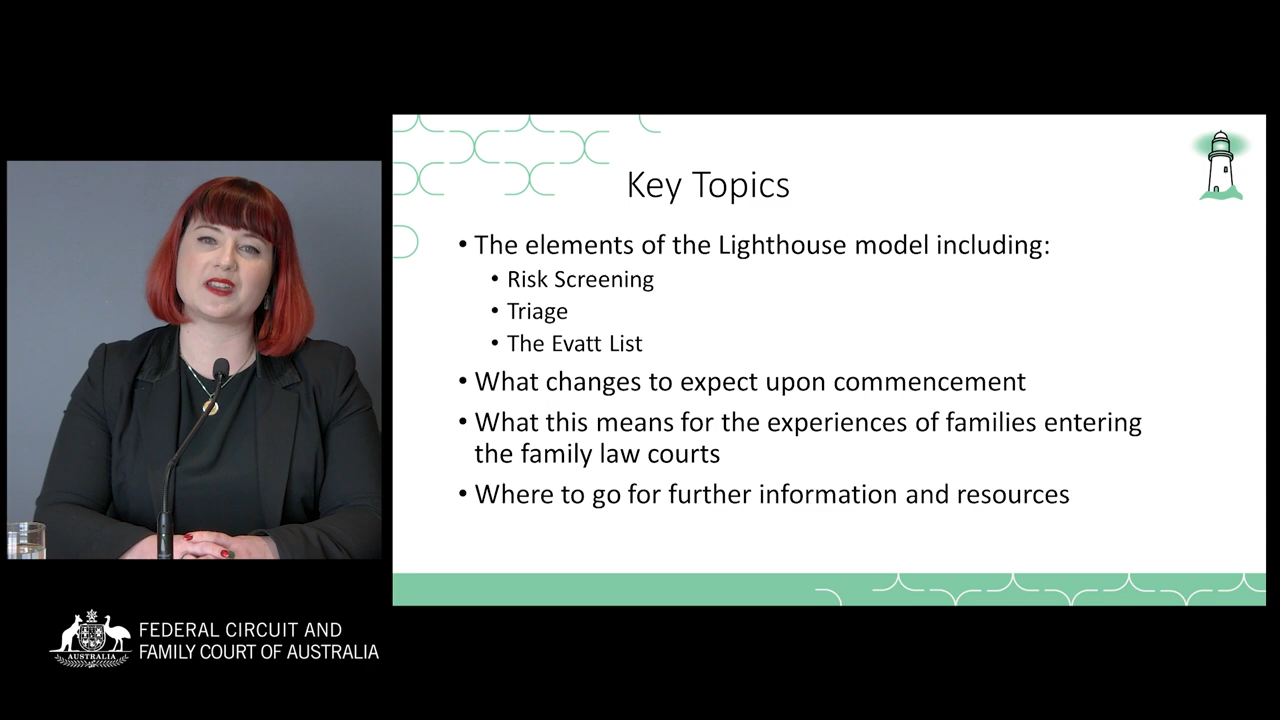 Key Topics
• The elements of the Lighthouse model including:
• Risk Screening
• Triage
• The Evatt List
• What changes to expect upon commencement
• What this means for the experiences of families entering
the family law courts
• Where to go for further information and resources
AUSTRALIA
FEDERAL CIRCUIT AND
FAMILY COURT OF AUSTRALIA